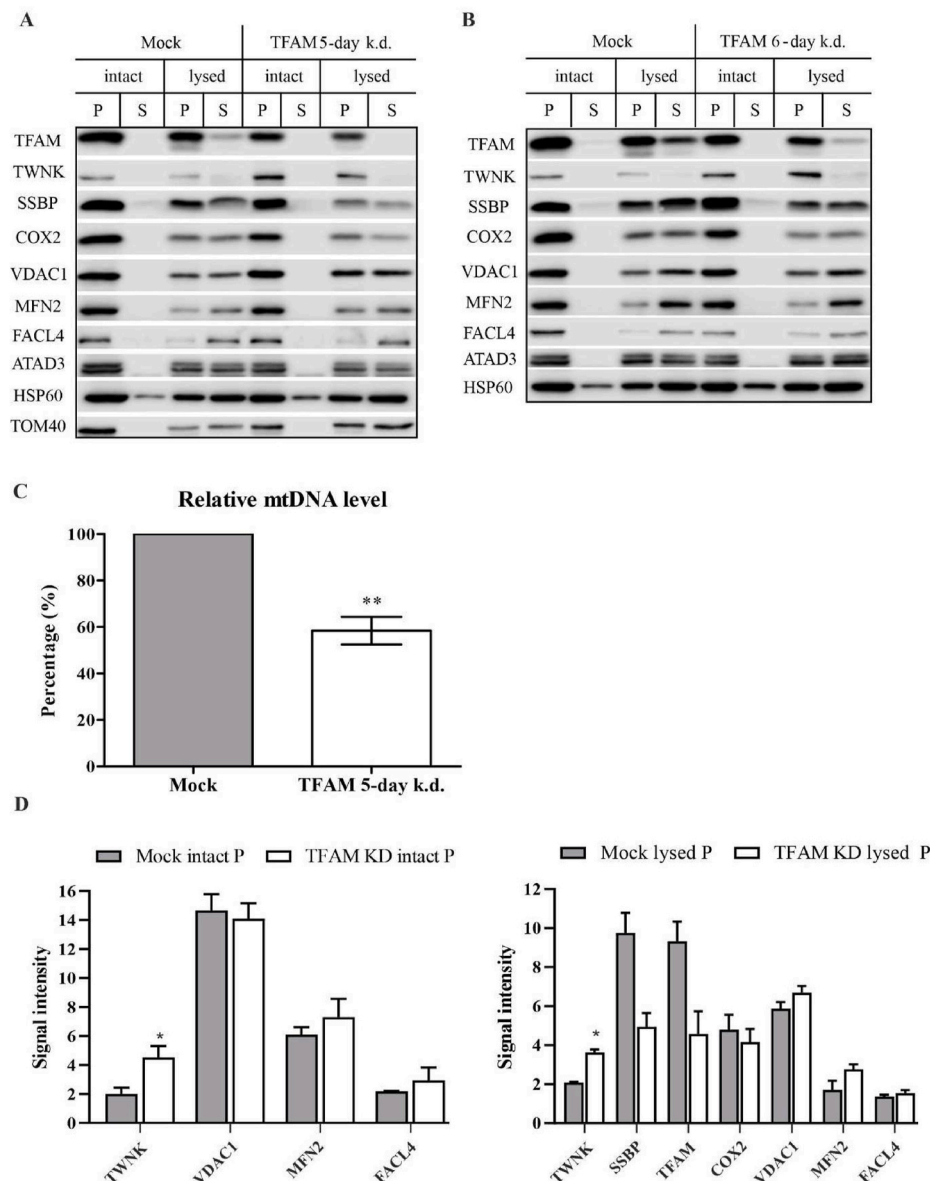 A
Mock TFAM 5-day k.d.
intact lysed intact lysed
P S P S P S P S
TFAM
TWNK
SSBP
COX2
VDAC1
MFN2
FACL4
ATAD3
HSP60
TOM40
B
Mock TFAM 6-day k.d.
intact lysed intact lysed
P S P S P S P S
TFAM
TWNK
SSBP
COX2
VDAC1
MFN2
FACL4
ATAD3
HSP60
C
Relative mtDNA level
Percentage (%)
100
80
60
40
20
0
**
Mock TFAM 5-day k.d.
D
Mock intact P TFAM KD intact P
Signal intensity
16
14
12
10
8
6
4
2
0
*
TWNK VDAC1 MFN2 FACL4
Mock lysed P TFAM KD lysed P
Signal intensity
12
10
8
6
4
2
0
*
TWNK SSBP TFAM COX2 VDAC1 MFN2 FACL4